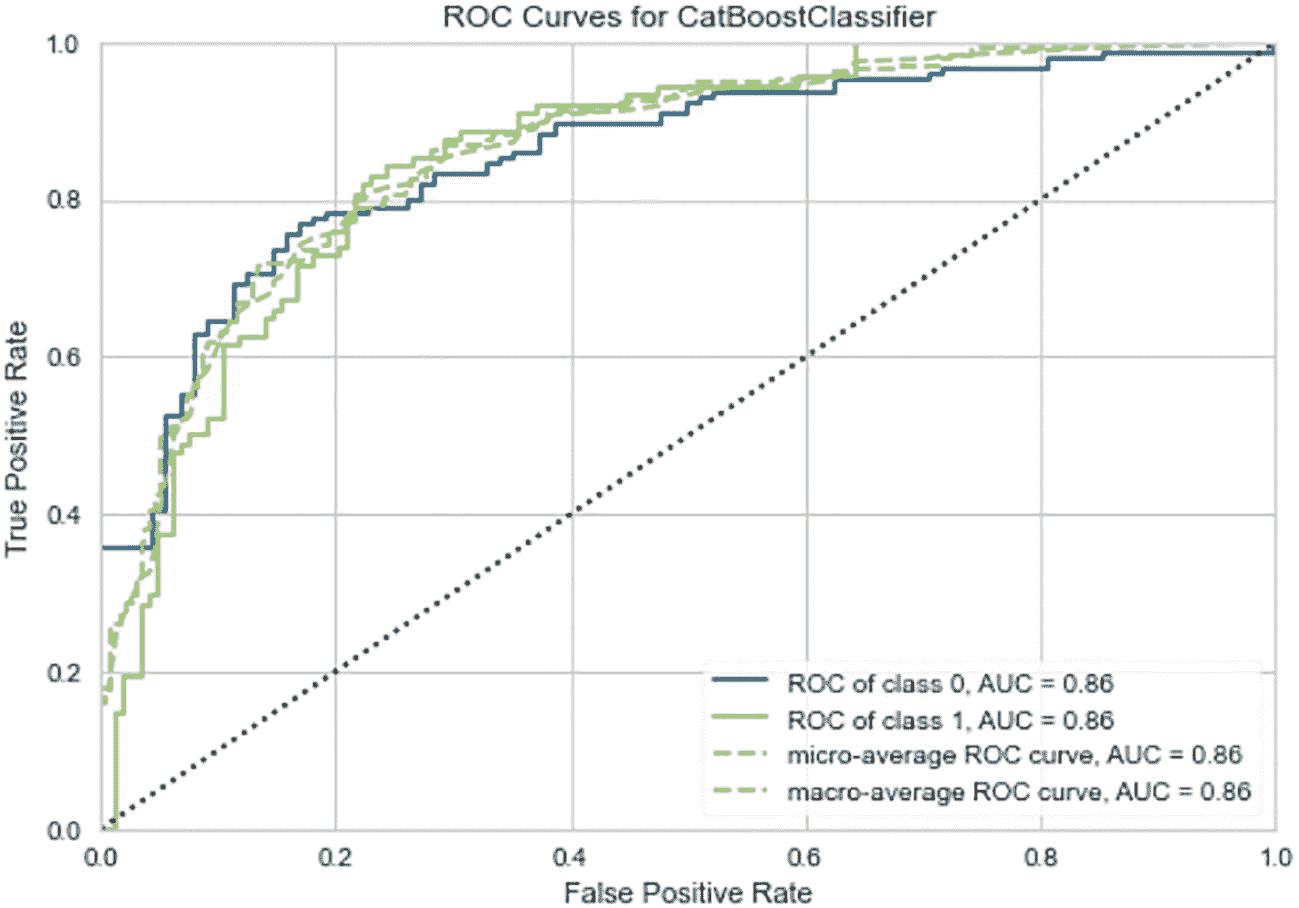 ROC Curves for CatBoostClassifier
1.0
0.8
0.6
0.4
0.2
0.0
True Positive Rate
ROC of class 0, AUC = 0.86
ROC of class 1, AUC = 0.86
micro-average ROC curve, AUC = 0.86
macro-average ROC curve, AUC = 0.86
0.0 0.2 0.4 0.6 0.8 1.0
False Positive Rate